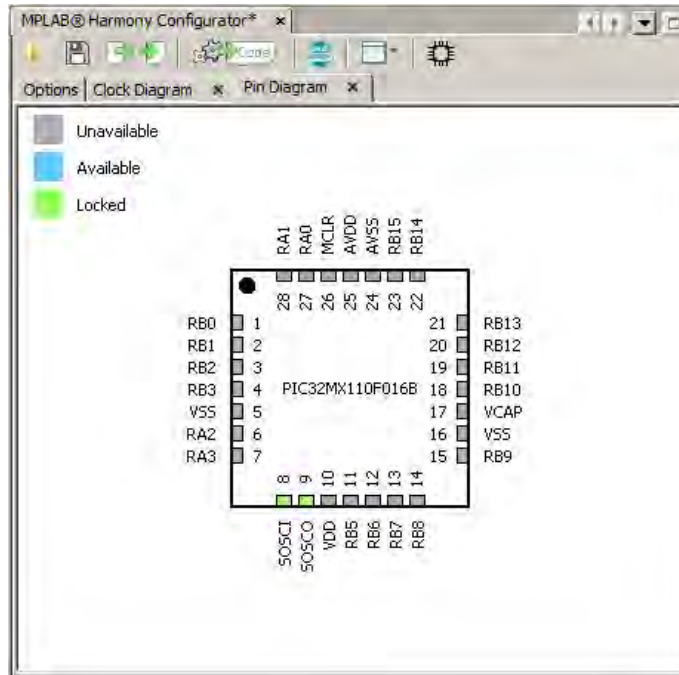 MPLAB® Harmony Configurator*
Code
Options Clock Diagram Pin Diagram
Unavailable
Available
Locked
RA1 RA0 MCLR AVDD AVSS RB15 RB14
28 27 26 25 24 23 22
RB0 1 21 RB13
RB1 2 20 RB12
RB2 3 19 RB11
RB3 4 PIC32MX110F016B 18 RB10
VSS 5 17 VCAP
RA2 6 16 VSS
RA3 7 15 RB9
8 9 10 11 12 13 14
SOSCI SOSCO VDD RB5 RB6 RB7 RB8